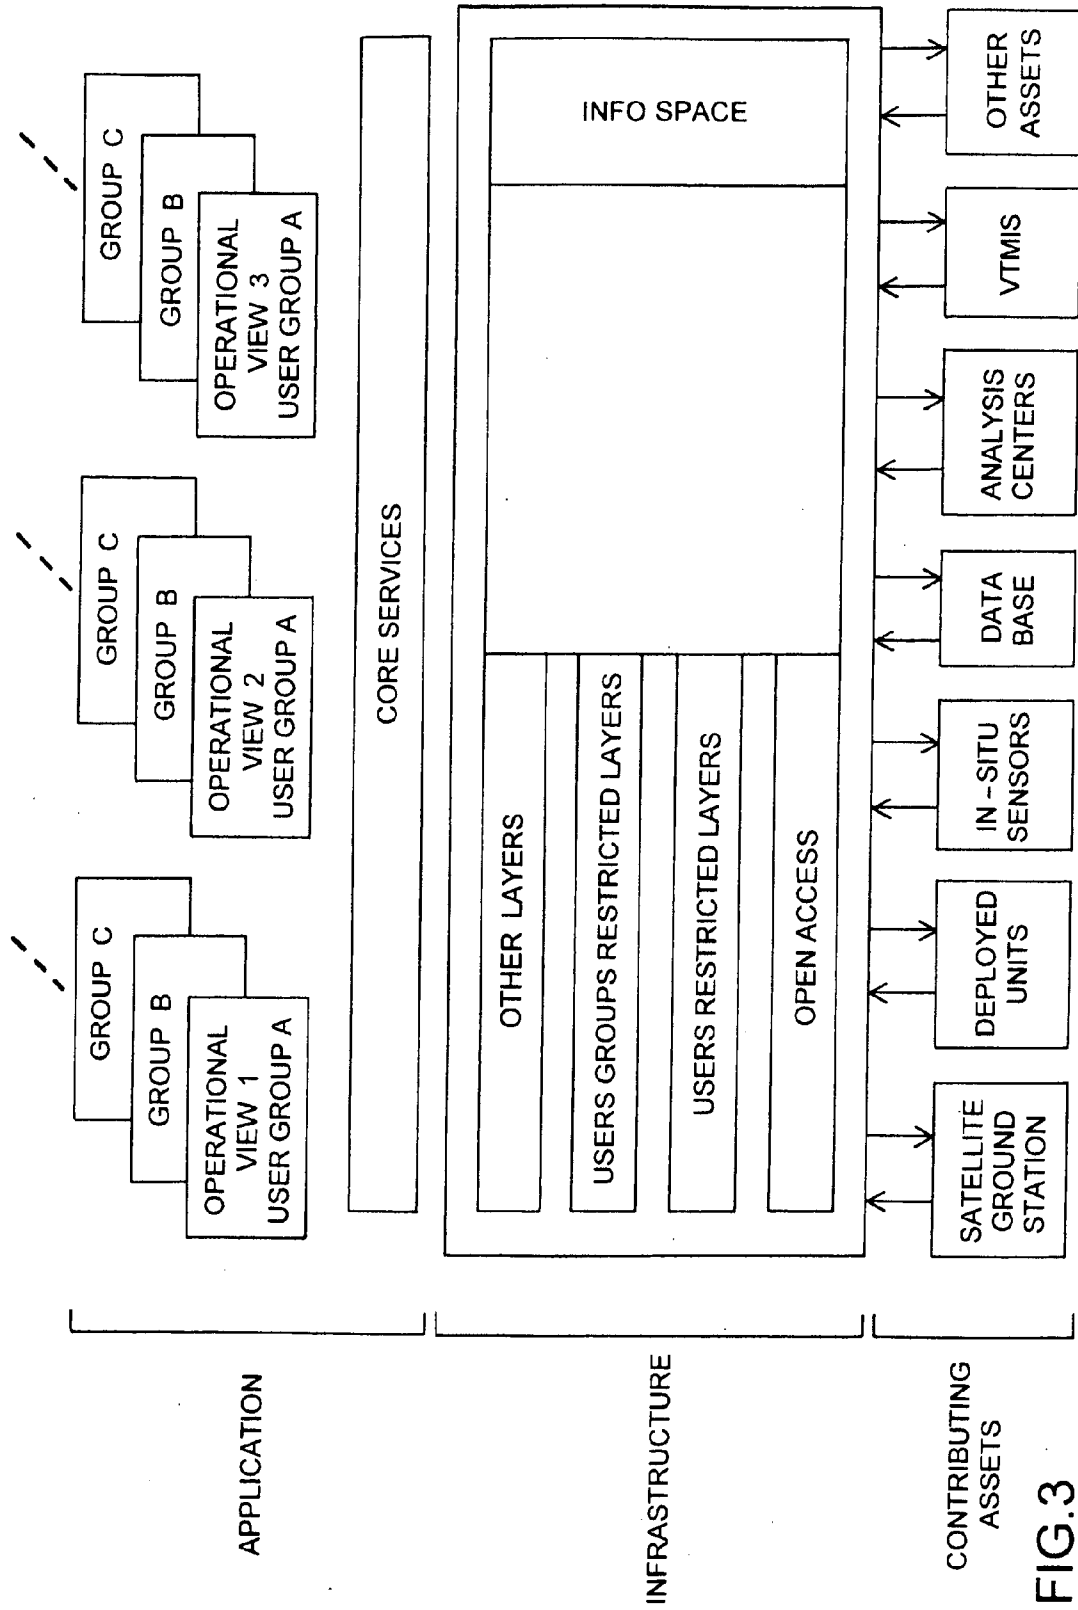 APPLICATION
GROUP C
GROUP B
OPERATIONAL
VIEW 1
USER GROUP A
GROUP C
GROUP B
OPERATIONAL
VIEW 2
USER GROUP A
GROUP C
GROUP B
OPERATIONAL
VIEW 3
USER GROUP A
CORE SERVICES
INFRASTRUCTURE
OTHER LAYERS
USERS GROUPS RESTRICTED LAYERS
USERS RESTRICTED LAYERS
OPEN ACCESS
INFO SPACE
CONTRIBUTING
ASSETS
SATELLITE
GROUND
STATION
DEPLOYED
UNITS
IN-SITU
SENSORS
DATA
BASE
ANALYSIS
CENTERS
VTMIS
OTHER
ASSETS
FIG.3